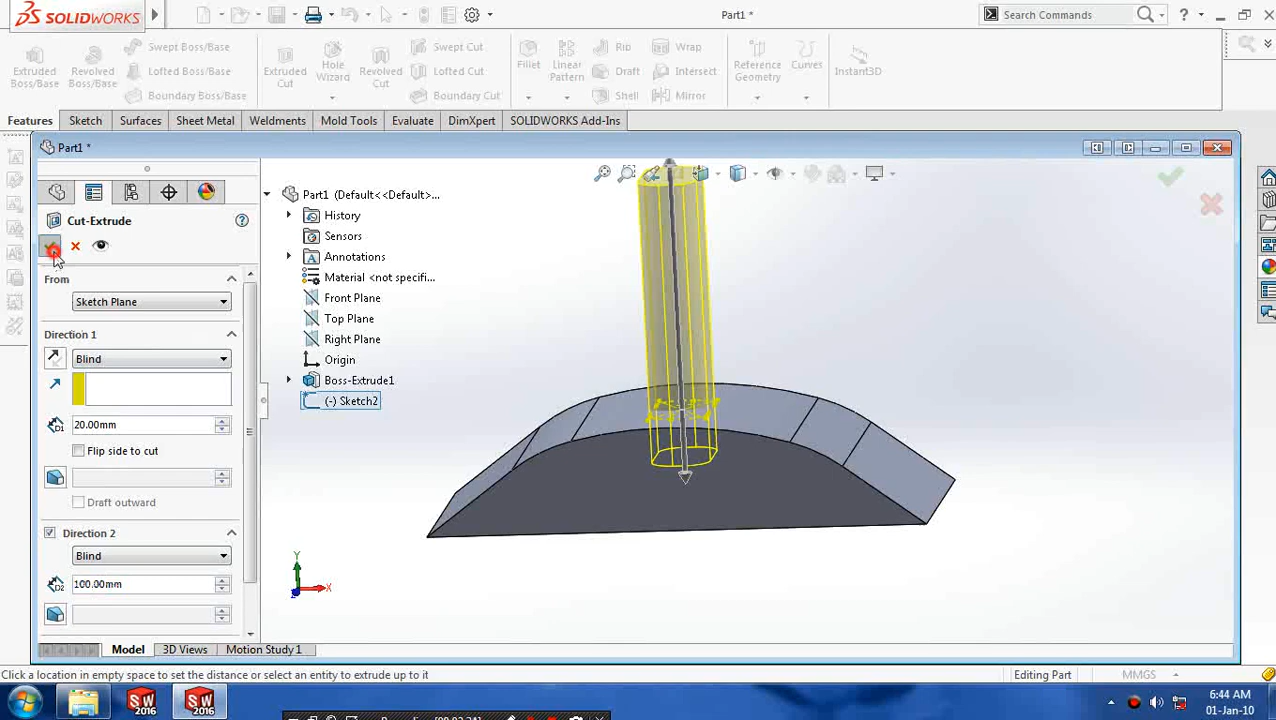 SOLIDWORKS
Part1 *
Search Commands
Extruded Boss/Base
Revolved Boss/Base
Swept Boss/Base
Lofted Boss/Base
Boundary Boss/Base
Extruded Cut
Hole Wizard
Revolved Cut
Swept Cut
Lofted Cut
Boundary Cut
Fillet
Linear Pattern
Rib
Draft
Shell
Wrap
Intersect
Mirror
Reference Geometry
Curves
Instant3D
Features Sketch Surfaces Sheet Metal Weldments Mold Tools Evaluate DimXpert SOLIDWORKS Add-Ins
Part1 *
Cut-Extrude
From
Sketch Plane
Direction 1
Blind
20.00mm
Flip side to cut
Draft outward
Direction 2
Blind
100.00mm
Part1 (Default<<Default>...
History
Sensors
Annotations
Material <not specifi...
Front Plane
Top Plane
Right Plane
Origin
Boss-Extrude1
(-) Sketch2
Y
X
Z
Model 3D Views Motion Study 1
Click a location in empty space to set the distance or select an entity to extrude up to it
Editing Part
MMGS
SW 2016
SW 2016
6:44 AM
01-Jan-10